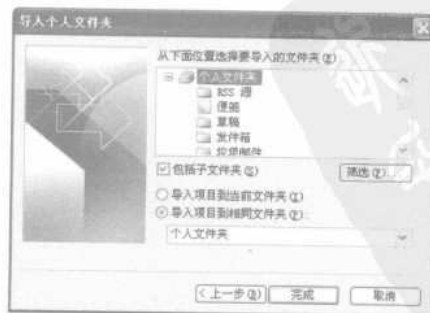 导入个人文件夹
从下面位置选择要导入的文件夹(E):
个人文件夹
RSS 源
便笺
草稿
发件箱
垃圾邮件
包括子文件夹(S)
筛选(F)
导入项目到当前文件夹(I)
导入项目到相同文件夹(P):
个人文件夹
<上一步(B)
完成
取消